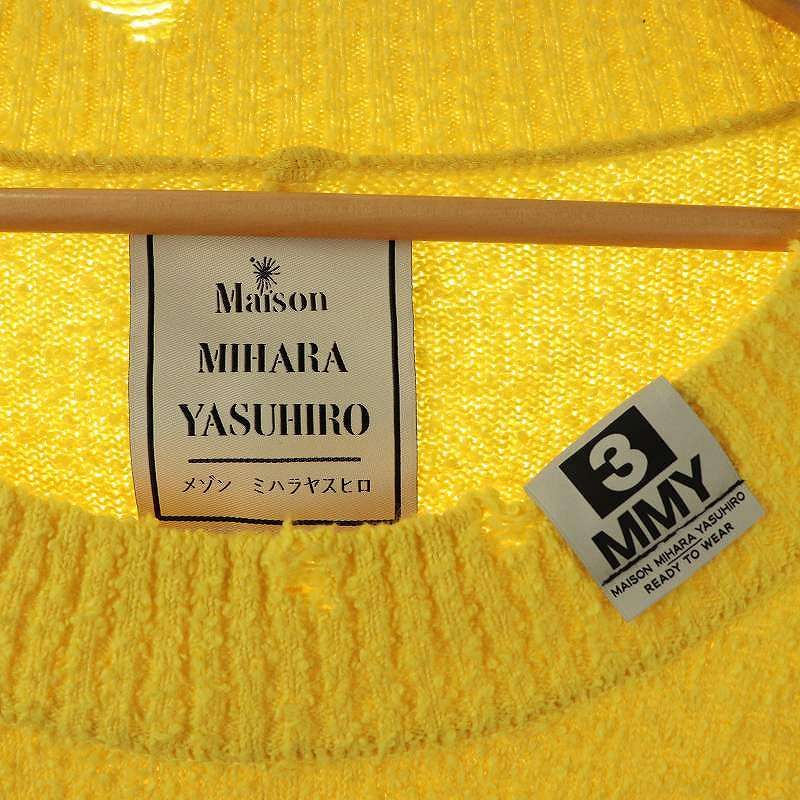 Maison
MIHARA
YASUHIRO
メゾン ミハラヤスヒロ
3
MMY
MAISON MIHARA YASUHIRO
READY TO WEAR